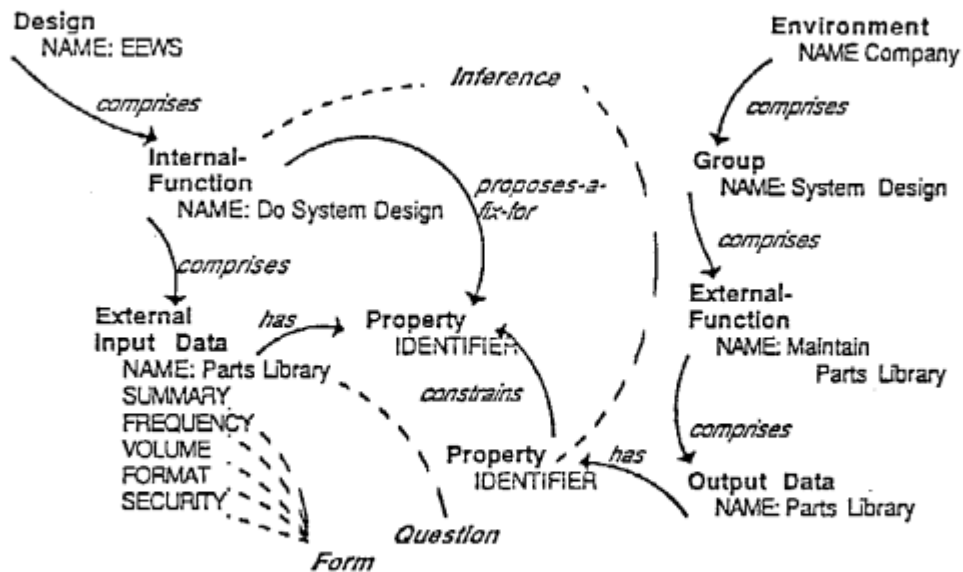 Design
NAME: EEWS
Environment
NAME Company
Inference
comprises
comprises
Internal-
Function
NAME: Do System Design
proposes-a-
fix-for
Group
NAME: System Design
comprises
comprises
External
Input Data
NAME: Parts Library
SUMMARY
FREQUENCY
VOLUME
FORMAT
SECURITY
has
Property
IDENTIFIER
External-
Function
NAME: Maintain
Parts Library
constrains
comprises
Property
IDENTIFIER
has
Output Data
NAME: Parts Library
Question
Form